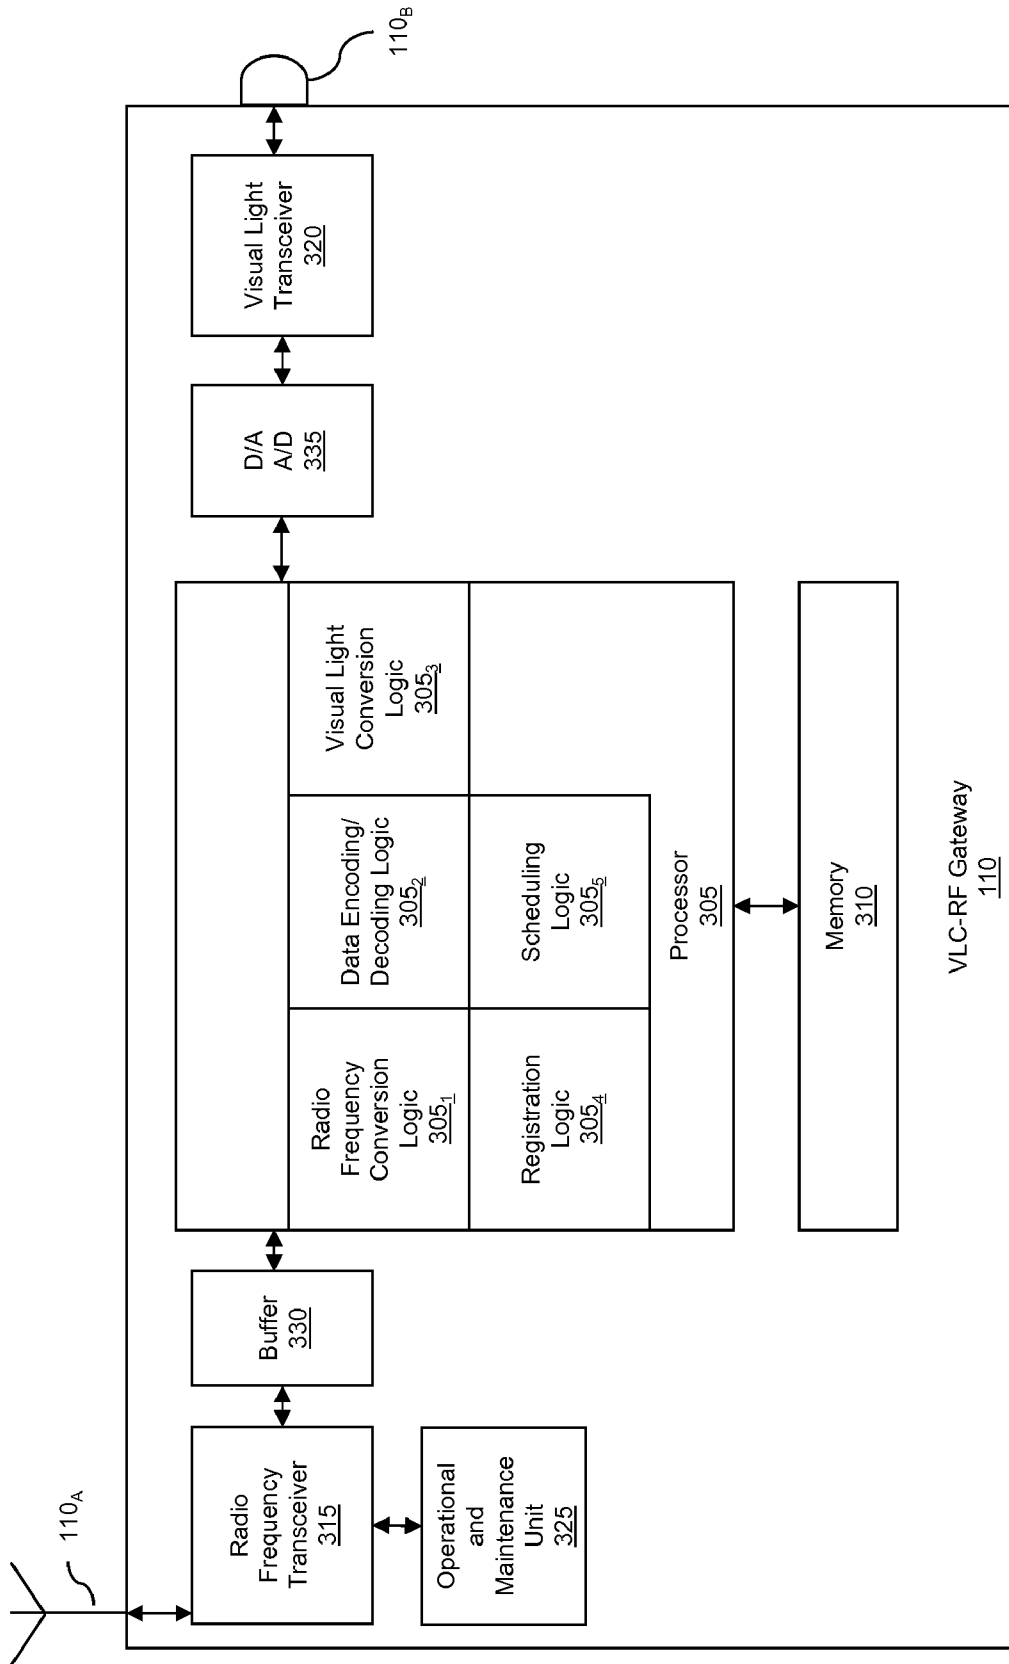 110A
110B
Radio
Frequency
Transceiver
315
Buffer
330
D/A
A/D
335
Visual Light
Transceiver
320
Operational
and
Maintenance
Unit
325
Radio
Frequency
Conversion
Logic
305₁
Data Encoding/
Decoding Logic
305₂
Visual Light
Conversion
Logic
305₃
Registration
Logic
305₄
Scheduling
Logic
305₅
Processor
305
Memory
310
VLC-RF Gateway
110